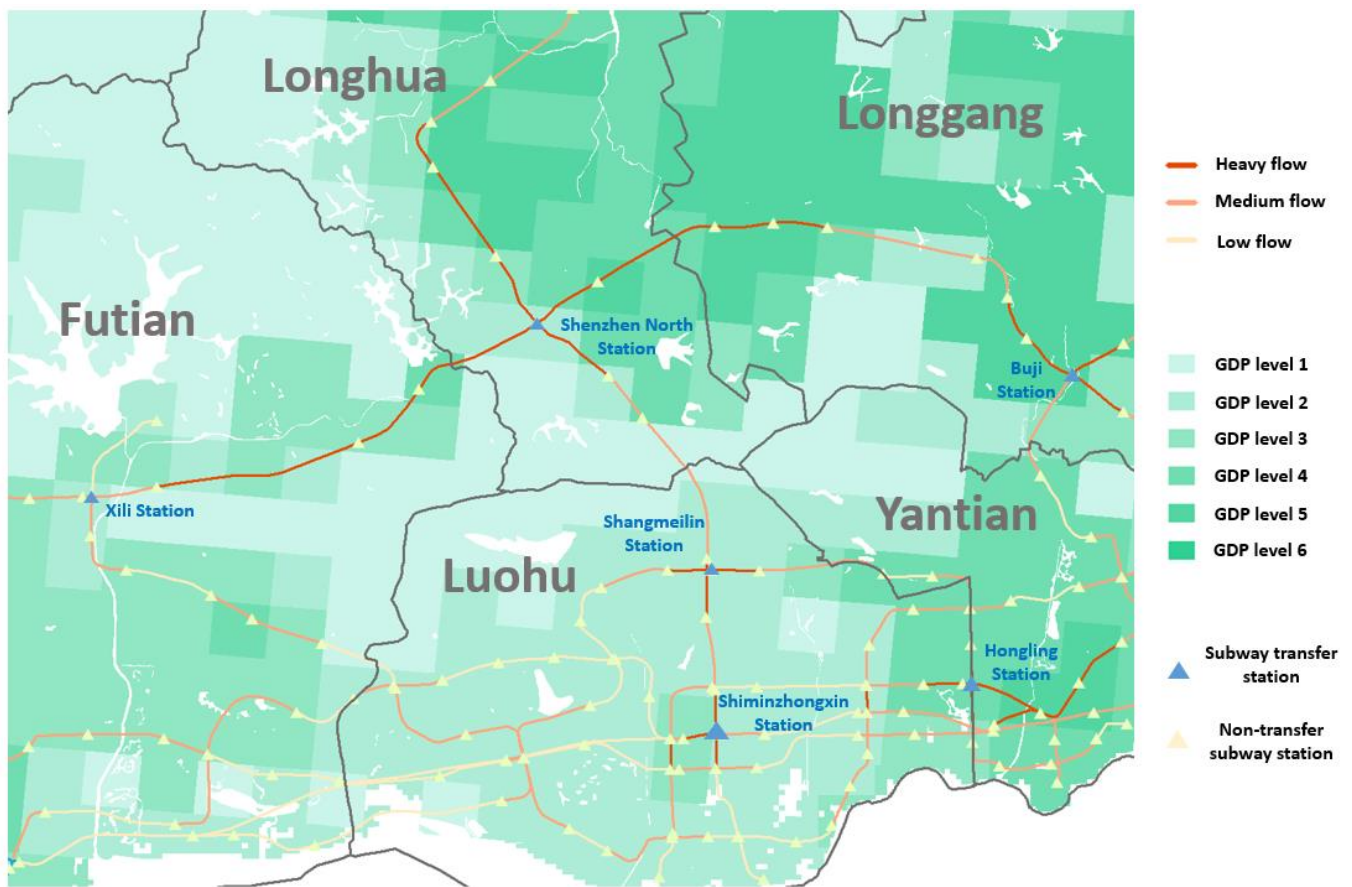 Longhua
Longgang
Futian
Shenzhen North
Station
Buji
Station
Xili Station
Shangmeilin
Station
Yantian
Luohu
Hongling
Station
Shiminzhongxin
Station
Heavy flow
Medium flow
Low flow
GDP level 1
GDP level 2
GDP level 3
GDP level 4
GDP level 5
GDP level 6
Subway transfer
station
Non-transfer
subway station